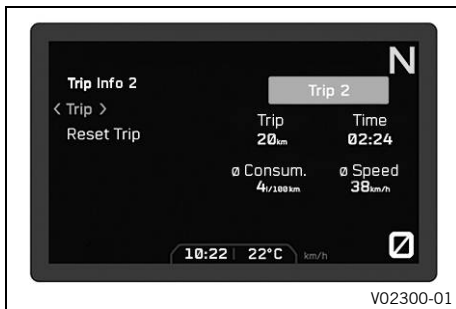 N
Trip Info 2
Trip 2
< Trip >
Trip Time
Reset Trip
20km 02:24
ø Consum. ø Speed
4l/100km 38km/h
0
10:22 | 22°C km/h
V02300-01